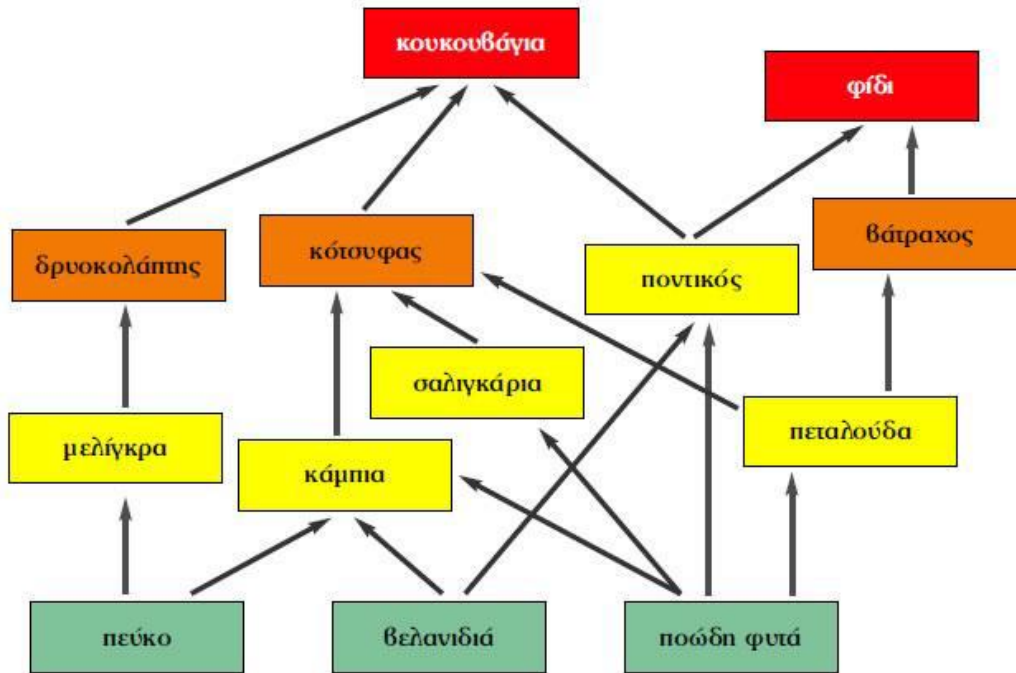 κουκουβάγια
φίδι
δρυοκολάπτης
κότσυφας
ποντικός
βάτραχος
σαλιγκάρια
μελίγκρα
κάμπια
πεταλούδα
πεύκο
βελανιδιά
ποώδη φυτά